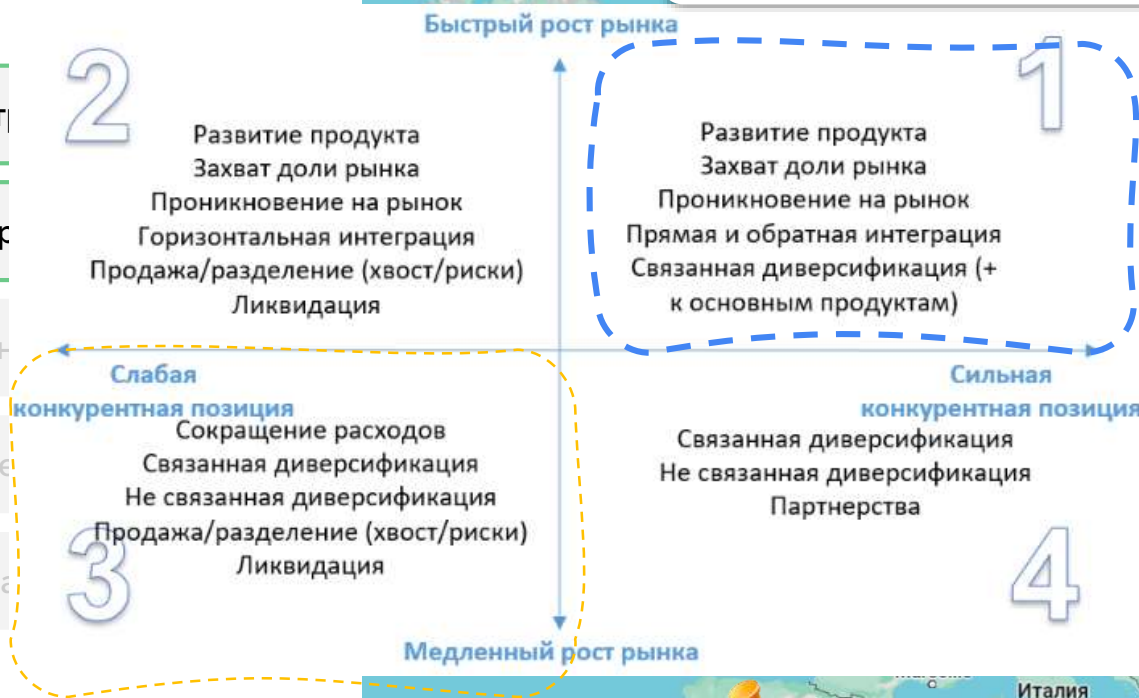 Быстрый рост рынка
2
Развитие продукта
Захват доли рынка
Проникновение на рынок
Горизонтальная интеграция
Продажа/разделение (хвост/риски)
Ликвидация
1
Развитие продукта
Захват доли рынка
Проникновение на рынок
Прямая и обратная интеграция
Связанная диверсификация (+
к основным продуктам)
Слабая
конкурентная позиция
Сильная
конкурентная позиция
Сокращение расходов
Связанная диверсификация
Не связанная диверсификация
Продажа/разделение (хвост/риски)
Ликвидация
3
Связанная диверсификация
Не связанная диверсификация
Партнерства
4
Медленный рост рынка
Италия